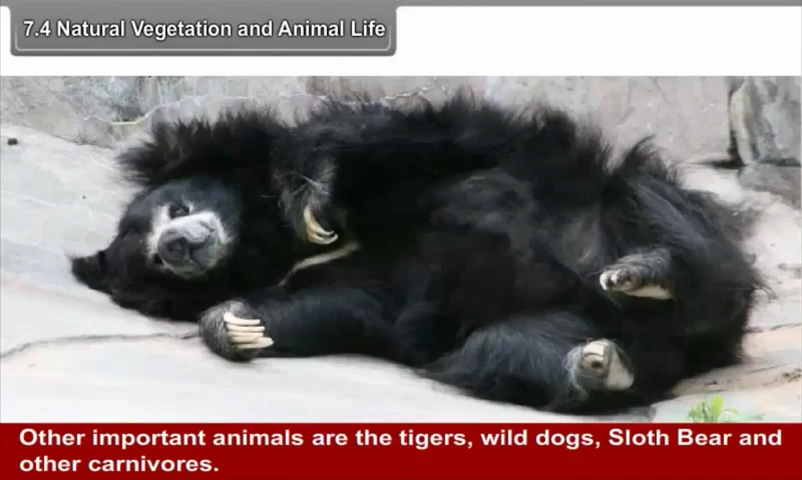 7.4 Natural Vegetation and Animal Life
Other important animals are the tigers, wild dogs, Sloth Bear and
other carnivores.